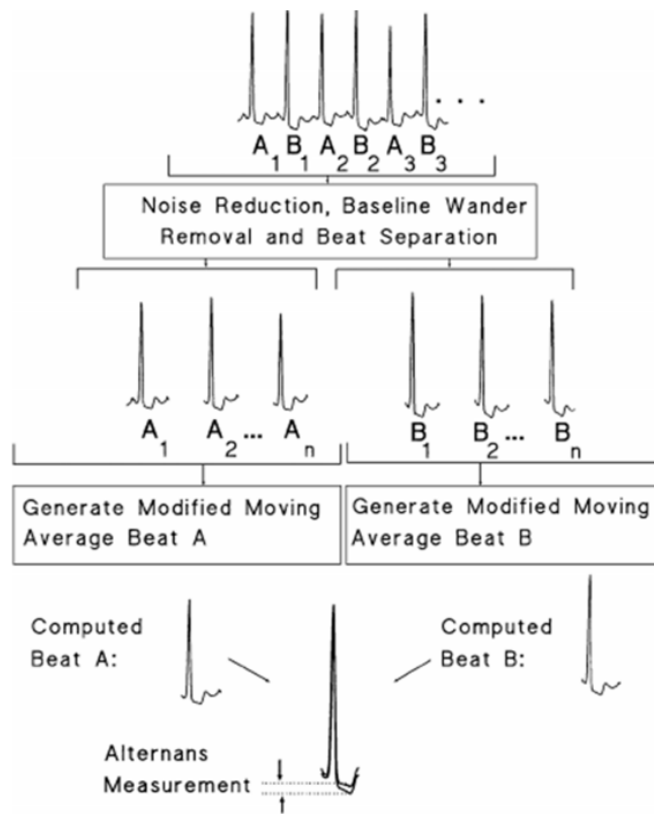 A1 B1 A2 B2 A3 B3 . . .
Noise Reduction, Baseline Wander
Removal and Beat Separation
A1 A2 ... An
B1 B2 ... Bn
Generate Modified Moving
Average Beat A
Generate Modified Moving
Average Beat B
Computed
Beat A:
Computed
Beat B:
Alternans
Measurement